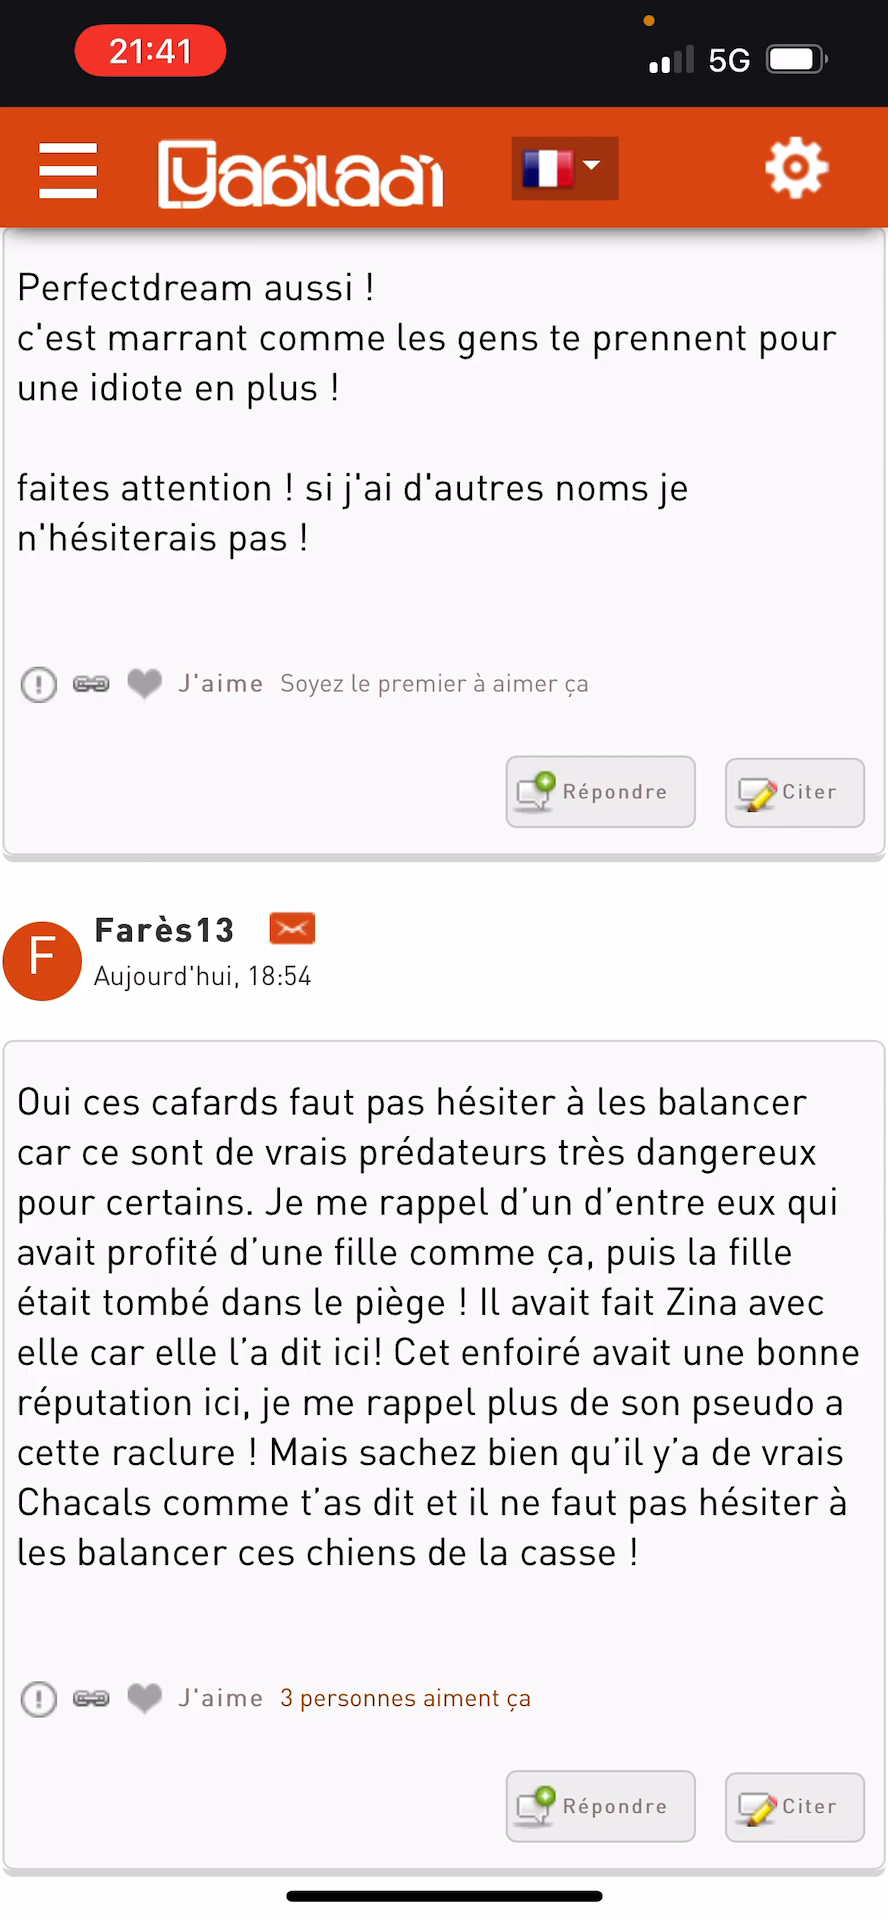 21:41
5G
Yabiladi
Perfectdream aussi !
c'est marrant comme les gens te prennent pour
une idiote en plus !
faites attention ! si j'ai d'autres noms je
n'hésiterais pas !
J'aime Soyez le premier à aimer ça
Répondre Citer
F
Farès13
Aujourd'hui, 18:54
Oui ces cafards faut pas hésiter à les balancer
car ce sont de vrais prédateurs très dangereux
pour certains. Je me rappel d’un d’entre eux qui
avait profité d’une fille comme ça, puis la fille
était tombé dans le piège ! Il avait fait Zina avec
elle car elle l’a dit ici! Cet enfoiré avait une bonne
réputation ici, je me rappel plus de son pseudo a
cette raclure ! Mais sachez bien qu’il y’a de vrais
Chacals comme t’as dit et il ne faut pas hésiter à
les balancer ces chiens de la casse !
J'aime 3 personnes aiment ça
Répondre Citer